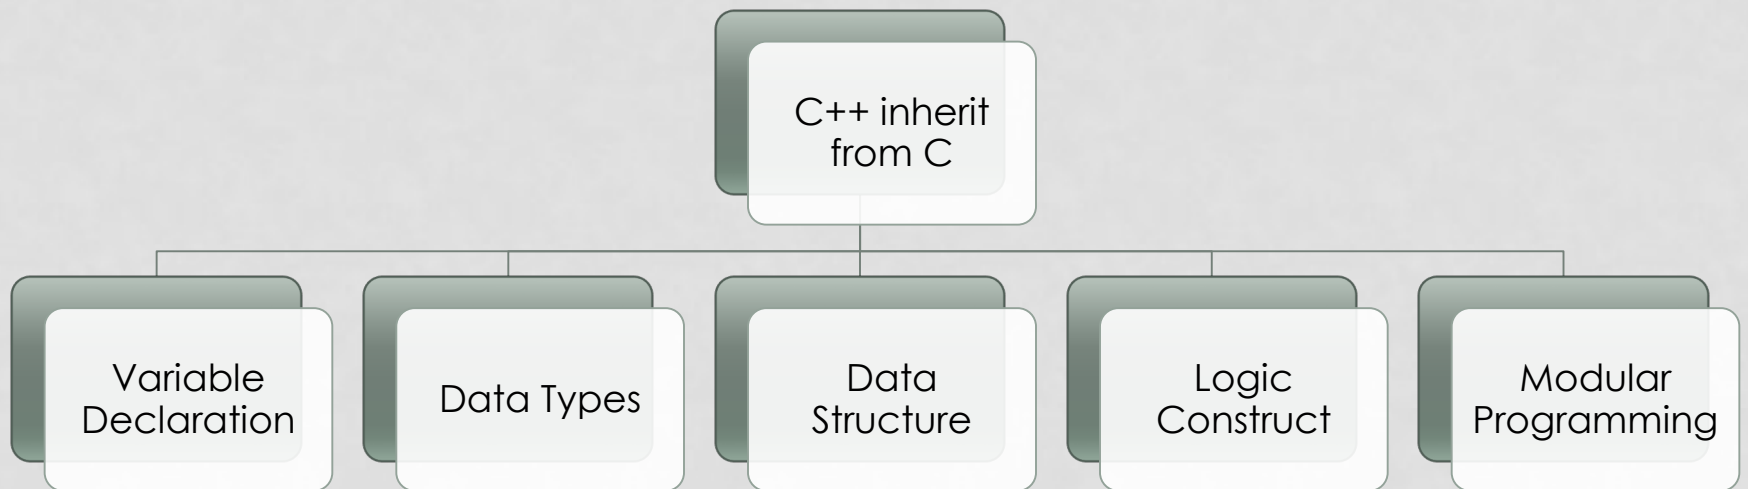 C++ inherit
from C
Variable
Declaration
Data Types
Data
Structure
Logic
Construct
Modular
Programming